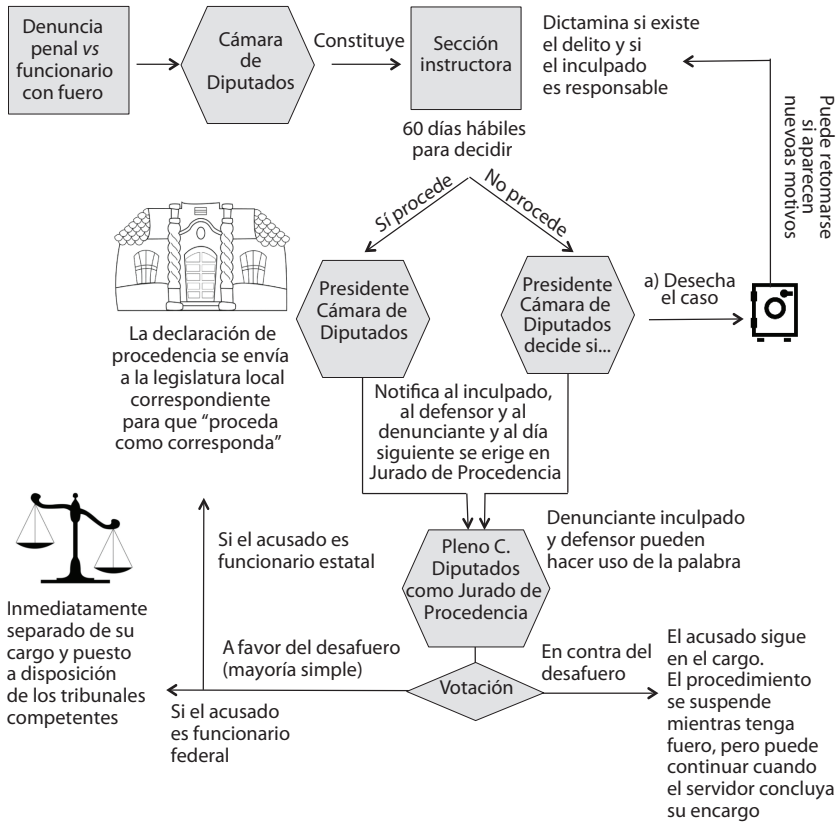 Denuncia
penal vs
funcionario
con fuero
Cámara
de
Diputados
Constituye
Sección
instructora
Dictamina si existe
el delito y si
el inculpado
es responsable
Puede retomarse
si aparecen
nuevoas motivos
60 días hábiles
para decidir
Sí procede
No procede
Presidente
Cámara de
Diputados
Presidente
Cámara de
Diputados
decide si...
a) Desecha
el caso
La declaración de
procedencia se envía
a la legislatura local
correspondiente
para que “proceda
como corresponda”
Notifica al inculpado,
al defensor y al
denunciante y al día
siguiente se erige en
Jurado de Procedencia
Si el acusado es
funcionario estatal
Pleno C.
Diputados
como Jurado de
Procedencia
Denunciante inculpado
y defensor pueden
hacer uso de la palabra
Inmediatamente
separado de su
cargo y puesto
a disposición
de los tribunales
competentes
A favor del desafuero
(mayoría simple)
Si el acusado
es funcionario
federal
Votación
En contra del
desafuero
El acusado sigue
en el cargo.
El procedimiento
se suspende
mientras tenga
fuero, pero puede
continuar cuando
el servidor concluya
su encargo